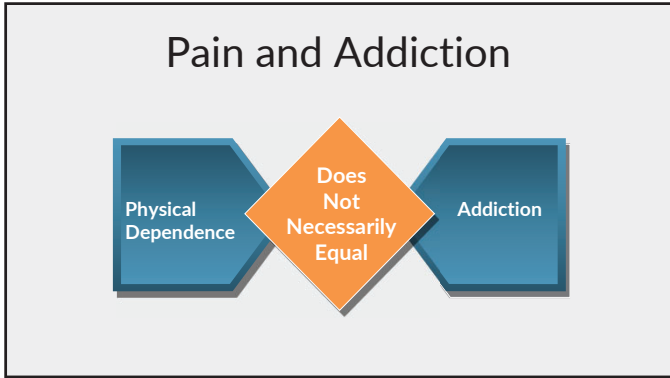 Pain and Addiction
Physical
Dependence
Does
Not
Necessarily
Equal
Addiction